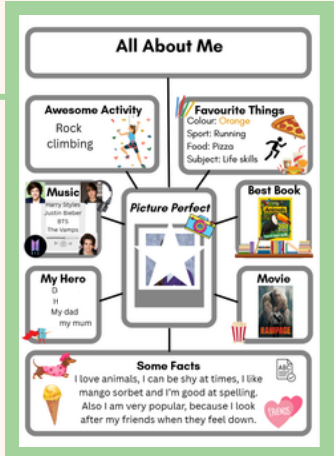 All About Me
Awesome Activity
Rock
climbing
Favourite Things
Colour: Orange
Sport: Running
Food: Pizza
Subject: Life skills
Music
Harry Styles
Justin Bieber
BTS
The Vamps
Picture Perfect
Best Book
Animals
My Hero
D
H
My dad
my mum
Movie
RAMPAGE
Some Facts
ABC
I love animals, I can be shy at times, I like
mango sorbet and I'm good at spelling.
Also I am very popular, because I look
after my friends when they feel down.
FRIENDS